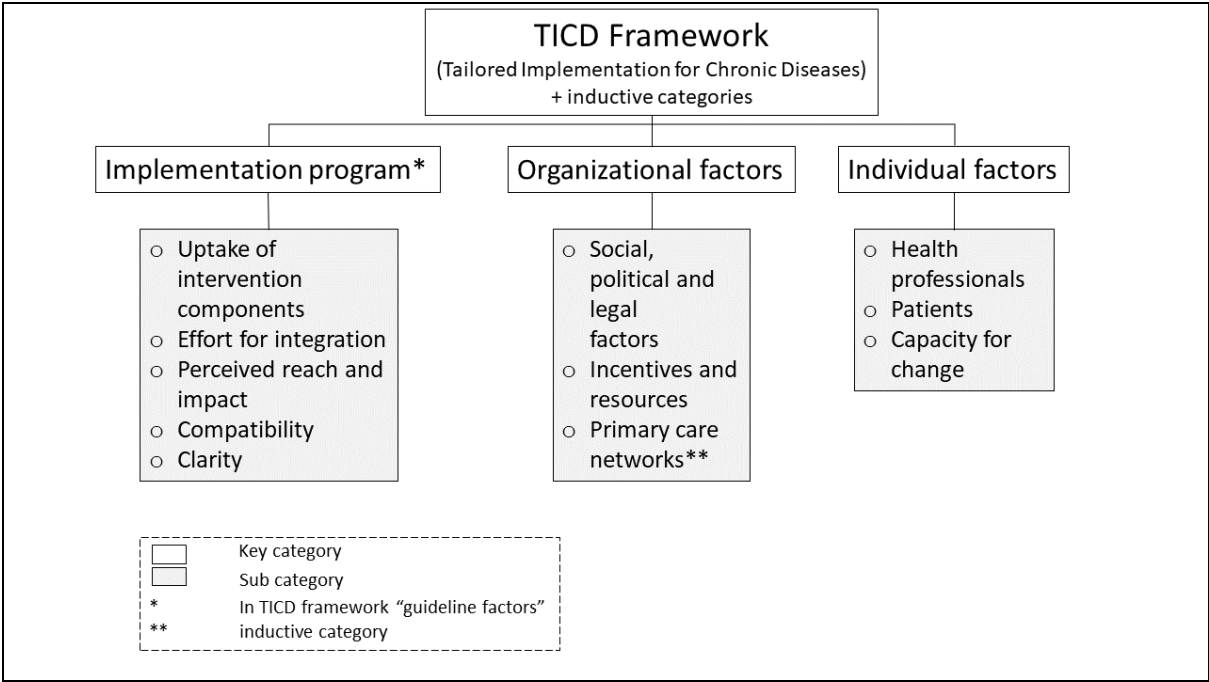 TICD Framework
(Tailored Implementation for Chronic Diseases)
+ inductive categories
Implementation program*
Organizational factors
Individual factors
o Uptake of
intervention
components
o Effort for integration
o Perceived reach and
impact
o Compatibility
o Clarity
o Social,
political and
legal
factors
o Incentives and
resources
o Primary care
networks**
o Health
professionals
o Patients
o Capacity for
change
Key category
Sub category
* In TICD framework “guideline factors”
** inductive category